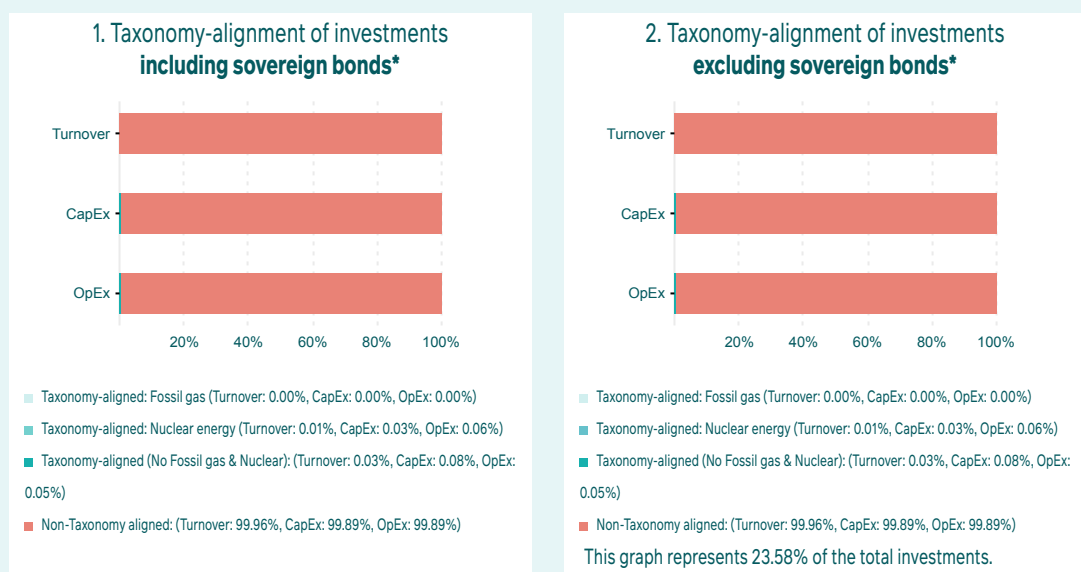 1. Taxonomy-alignment of investments
including sovereign bonds*
Turnover
CapEx
OpEx
20% 40% 60% 80% 100%
Taxonomy-aligned: Fossil gas (Turnover: 0.00%, CapEx: 0.00%, OpEx: 0.00%)
Taxonomy-aligned: Nuclear energy (Turnover: 0.01%, CapEx: 0.03%, OpEx: 0.06%)
Taxonomy-aligned (No Fossil gas & Nuclear): (Turnover: 0.03%, CapEx: 0.08%, OpEx:
0.05%)
Non-Taxonomy aligned: (Turnover: 99.96%, CapEx: 99.89%, OpEx: 99.89%)
2. Taxonomy-alignment of investments
excluding sovereign bonds*
Turnover
CapEx
OpEx
20% 40% 60% 80% 100%
Taxonomy-aligned: Fossil gas (Turnover: 0.00%, CapEx: 0.00%, OpEx: 0.00%)
Taxonomy-aligned: Nuclear energy (Turnover: 0.01%, CapEx: 0.03%, OpEx: 0.06%)
Taxonomy-aligned (No Fossil gas & Nuclear): (Turnover: 0.03%, CapEx: 0.08%, OpEx:
0.05%)
Non-Taxonomy aligned: (Turnover: 99.96%, CapEx: 99.89%, OpEx: 99.89%)
This graph represents 23.58% of the total investments.